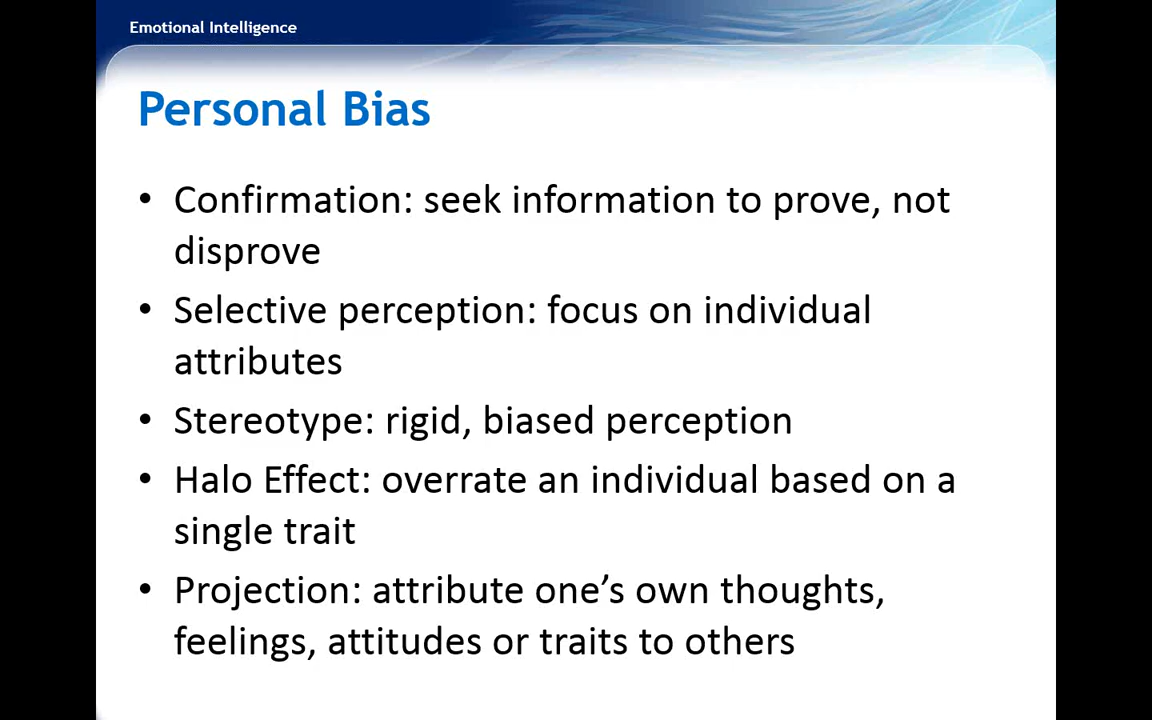 Emotional Intelligence
Personal Bias
• Confirmation: seek information to prove, not
disprove
• Selective perception: focus on individual
attributes
• Stereotype: rigid, biased perception
• Halo Effect: overrate an individual based on a
single trait
• Projection: attribute one’s own thoughts,
feelings, attitudes or traits to others